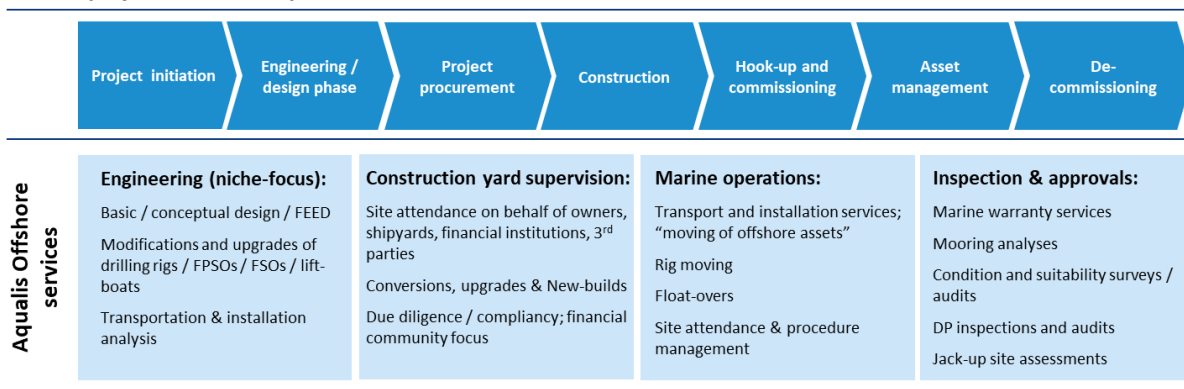 Project initiation
Engineering /
design phase
Project
procurement
Construction
Hook-up and
commissioning
Asset
management
De-
commissioning
Aqualis Offshore
services
Engineering (niche-focus):
Basic / conceptual design / FEED
Modifications and upgrades of
drilling rigs / FPSOs / FSOs / lift-
boats
Transportation & installation
analysis
Construction yard supervision:
Site attendance on behalf of owners,
shipyards, financial institutions, 3rd
parties
Conversions, upgrades & New-builds
Due diligence / compliancy; financial
community focus
Marine operations:
Transport and installation services;
“moving of offshore assets”
Rig moving
Float-overs
Site attendance & procedure
management
Inspection & approvals:
Marine warranty services
Mooring analyses
Condition and suitability surveys /
audits
DP inspections and audits
Jack-up site assessments